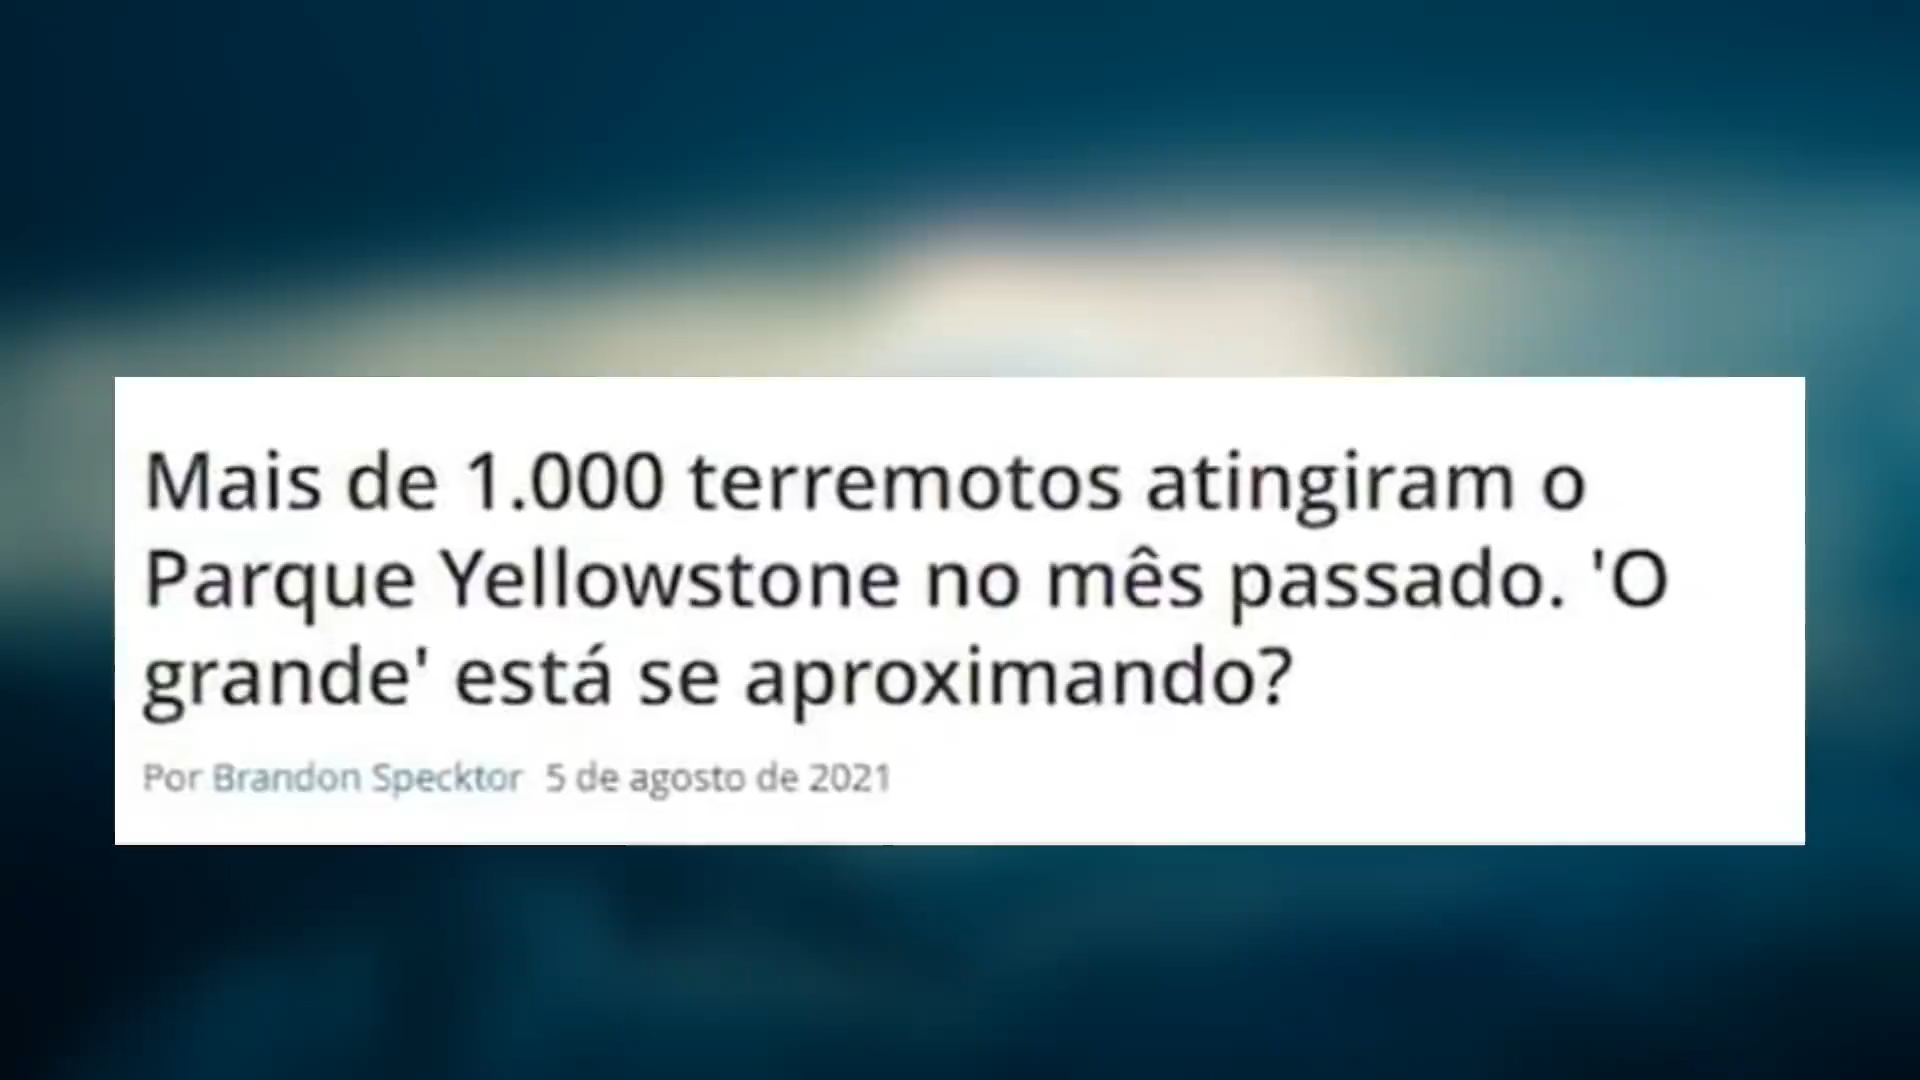 Mais de 1.000 terremotos atingiram o
Parque Yellowstone no mês passado. 'O
grande' está se aproximando?
Por Brandon Specktor 5 de agosto de 2021